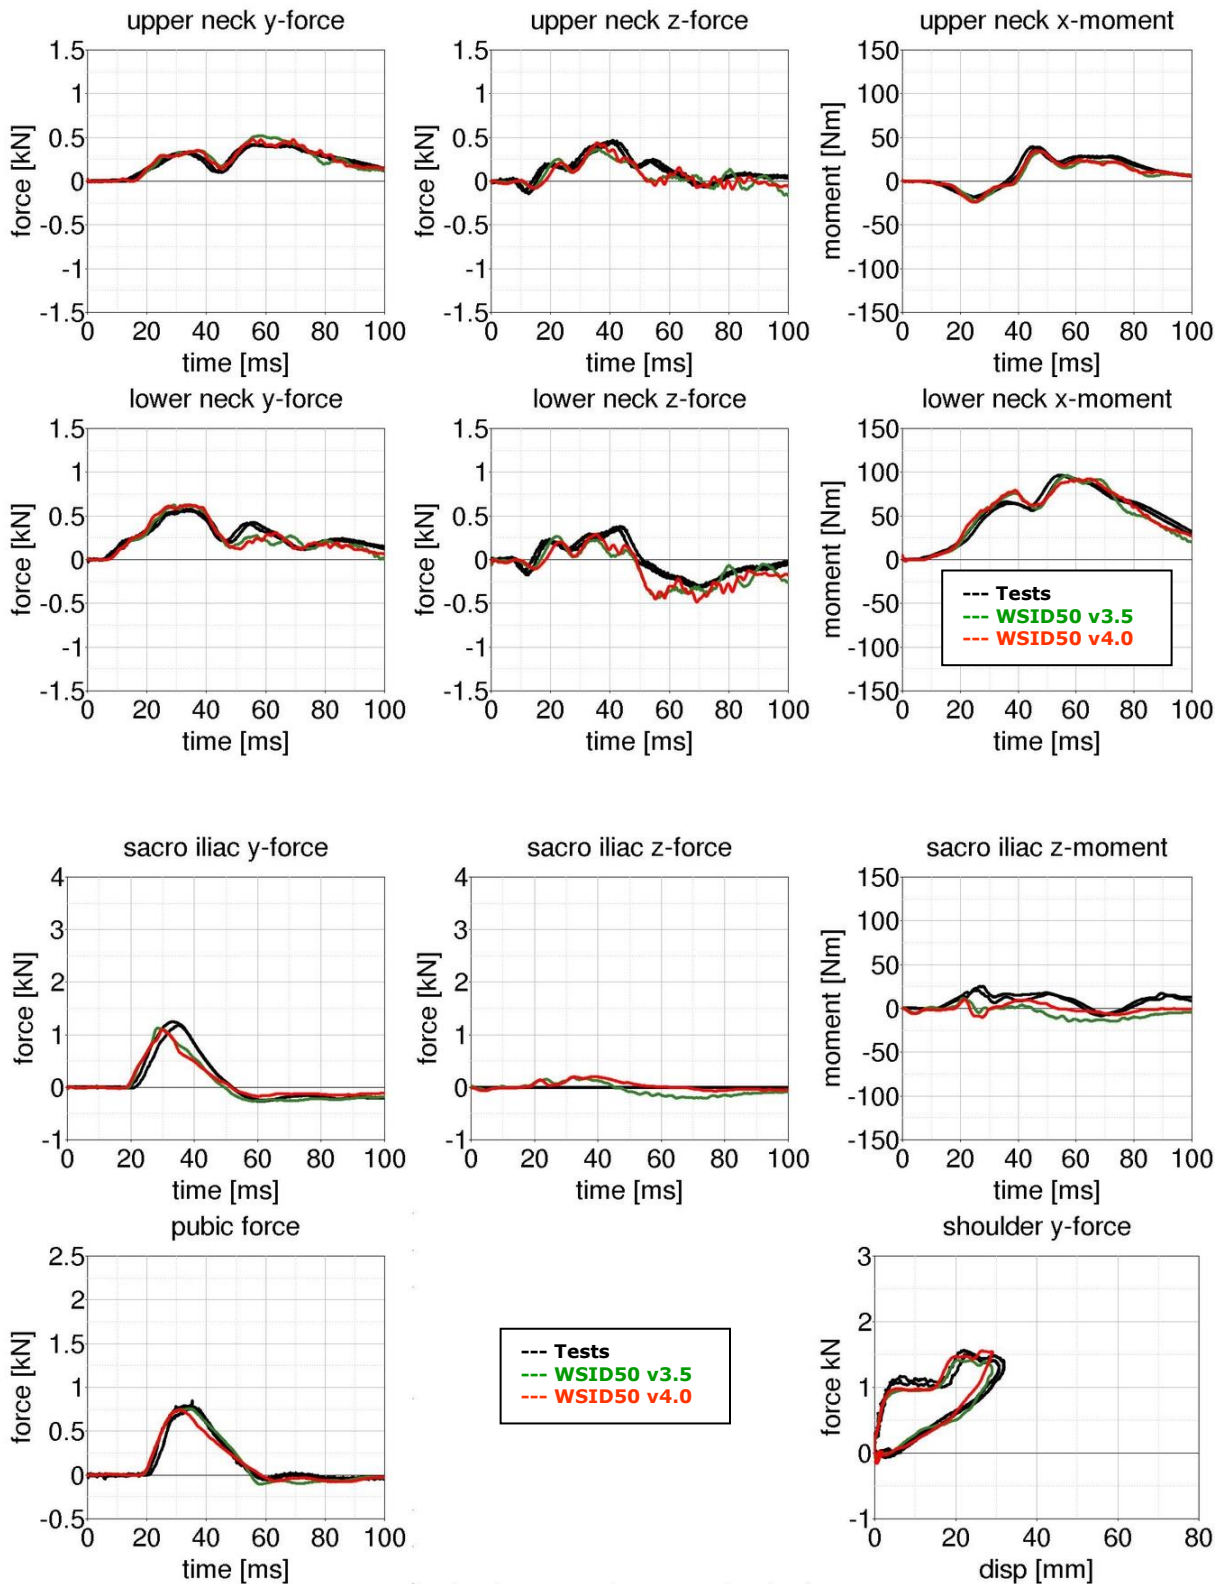 upper neck y-force
upper neck z-force
upper neck x-moment
1.5
1
0.5
0
-0.5
-1
-1.5
force [kN]
0 20 40 60 80 100
time [ms]
1.5
1
0.5
0
-0.5
-1
-1.5
force [kN]
0 20 40 60 80 100
time [ms]
150
100
50
0
-50
-100
-150
moment [Nm]
0 20 40 60 80 100
time [ms]
lower neck y-force
lower neck z-force
lower neck x-moment
1.5
1
0.5
0
-0.5
-1
-1.5
force [kN]
0 20 40 60 80 100
time [ms]
1.5
1
0.5
0
-0.5
-1
-1.5
force [kN]
0 20 40 60 80 100
time [ms]
150
100
50
0
-50
-100
-150
moment [Nm]
--- Tests
--- WSID50 v3.5
--- WSID50 v4.0
0 20 40 60 80 100
time [ms]
sacro iliac y-force
sacro iliac z-force
sacro iliac z-moment
4
3
2
1
0
-1
force [kN]
0 20 40 60 80 100
time [ms]
4
3
2
1
0
-1
force [kN]
0 20 40 60 80 100
time [ms]
150
100
50
0
-50
-100
-150
moment [Nm]
0 20 40 60 80 100
time [ms]
pubic force
shoulder y-force
2.5
2
1.5
1
0.5
0
-0.5
force [kN]
0 20 40 60 80 100
time [ms]
--- Tests
--- WSID50 v3.5
--- WSID50 v4.0
3
2
1
0
-1
force kN
0 20 40 60 80
disp [mm]